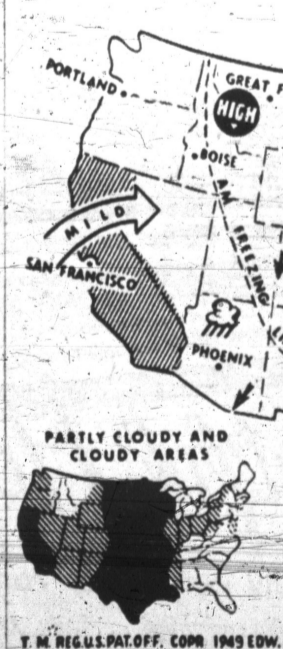 PORTLAND
GREAT F
HIGH
BOISE
A.M. FREEZING
MILD
SAN FRANCISCO
PHOENIX
PARTLY CLOUDY AND
CLOUDY AREAS
T. M. REG.U.S.PAT.OFF. COPR 1949 EDW.